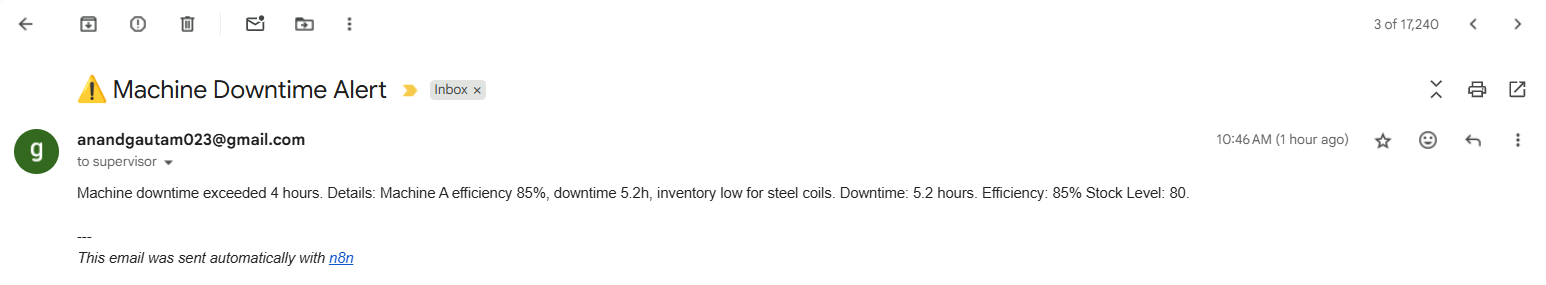 3 of 17,240
⚠️ Machine Downtime Alert Inbox ×
g
anandgautam023@gmail.com 10:46 AM (1 hour ago)
to supervisor
Machine downtime exceeded 4 hours. Details: Machine A efficiency 85%, downtime 5.2h, inventory low for steel coils. Downtime: 5.2 hours. Efficiency: 85% Stock Level: 80.
---
This email was sent automatically with n8n